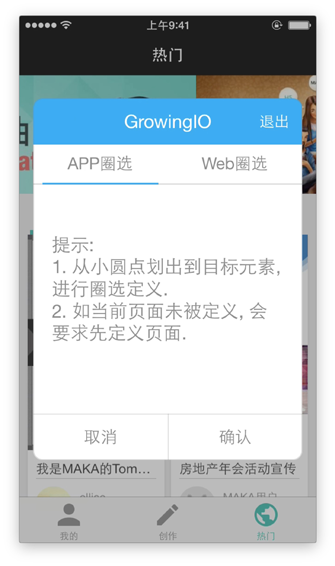 上午9:41
热门
GrowingIO 退出
APP圈选 Web圈选
提示:
1. 从小圆点划出到目标元素,
进行圈选定义.
2. 如当前页面未被定义, 会
要求先定义页面.
取消 确认
我是MAKA的Tom... 房地产年会活动宣传
MAKA用户
我的 创作 热门